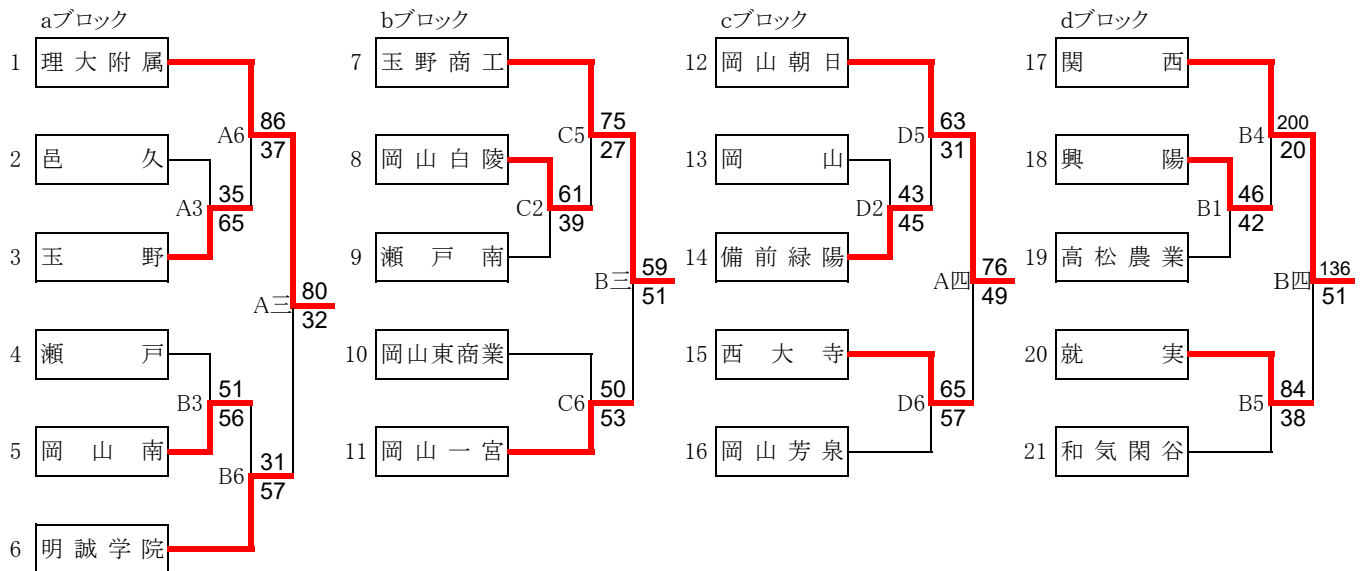 aブロック
1 理大附属
2 邑久
3 玉野
4 瀬戸
5 岡山南
6 明誠学院
A6 86
37
A3 35
65
B3 51
56
B6 31
57
A三 80
32
bブロック
7 玉野商工
8 岡山白陵
9 瀬戸南
10 岡山東商業
11 岡山一宮
C5 75
27
C2 61
39
C6 50
53
B三 59
51
cブロック
12 岡山朝日
13 岡山
14 備前緑陽
15 西大寺
16 岡山芳泉
D5 63
31
D2 43
45
D6 65
57
A四 76
49
dブロック
17 関西
18 興陽
19 高松農業
20 就実
21 和気閑谷
B4 200
20
B1 46
42
B5 84
38
B四 136
51